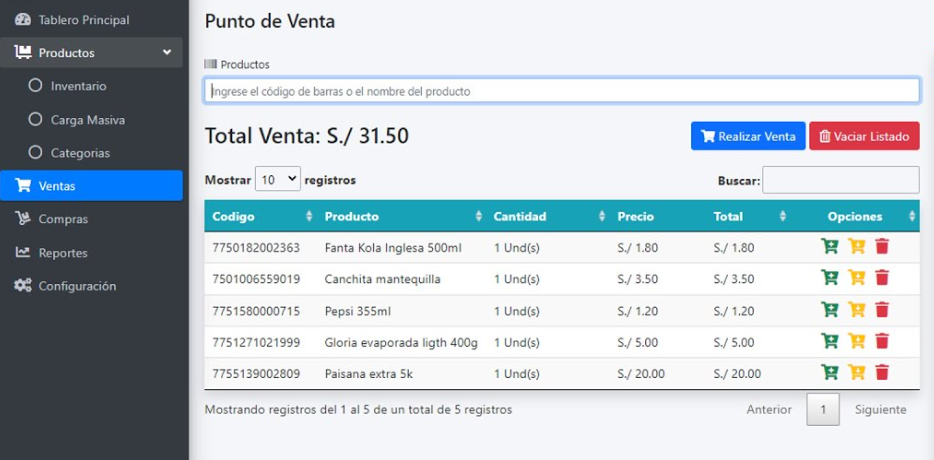 Tablero Principal
Productos
Inventario
Carga Masiva
Categorias
Ventas
Compras
Reportes
Configuración
Punto de Venta
Productos
Ingrese el código de barras o el nombre del producto
Total Venta: S./ 31.50
Realizar Venta Vaciar Listado
Mostrar 10 registros Buscar:
Codigo Producto Cantidad Precio Total Opciones
7750182002363 Fanta Kola Inglesa 500ml 1 Und(s) S./ 1.80 S./ 1.80
7501006559019 Canchita mantequilla 1 Und(s) S./ 3.50 S./ 3.50
7751580000715 Pepsi 355ml 1 Und(s) S./ 1.20 S./ 1.20
7751271021999 Gloria evaporada ligth 400g 1 Und(s) S./ 5.00 S./ 5.00
7755139002809 Paisana extra 5k 1 Und(s) S./ 20.00 S./ 20.00
Mostrando registros del 1 al 5 de un total de 5 registros Anterior 1 Siguiente